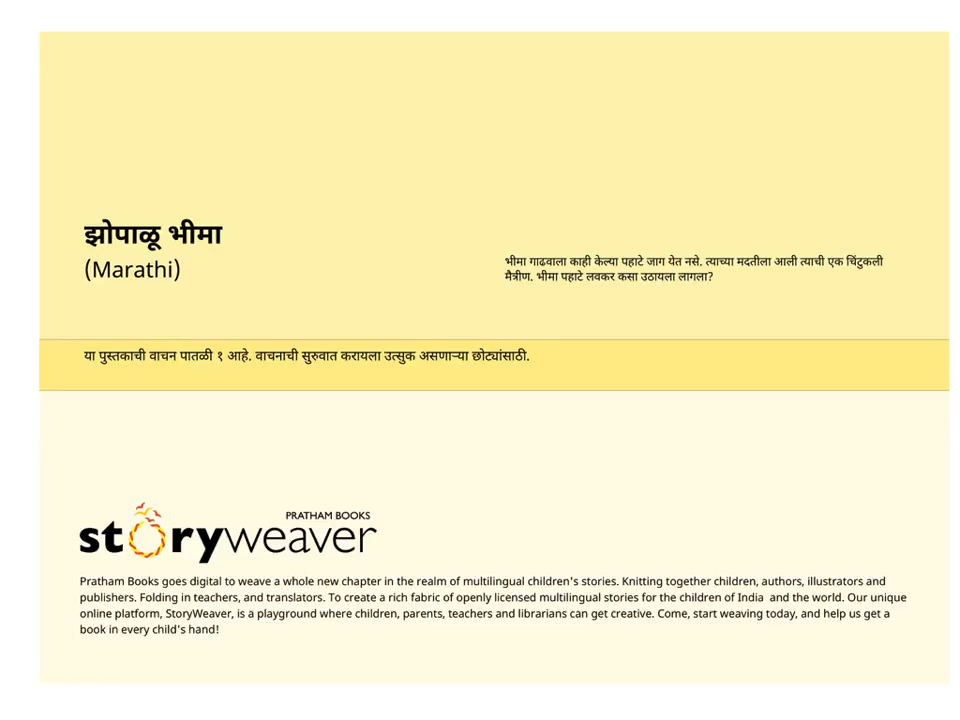 झोपाळू भीमा
(Marathi)
भीमा गाढवाला काही केल्या पहाटे जाग येत नसे. त्याच्या मदतीला आली त्याची एक चिंटुकली
मैत्रीण. भीमा पहाटे लवकर कसा उठायला लागला?
या पुस्तकाची वाचन पातळी १ आहे. वाचनाची सुरुवात करायला उत्सुक असणाऱ्या छोट्यांसाठी.
PRATHAM BOOKS
storyweaver
Pratham Books goes digital to weave a whole new chapter in the realm of multilingual children's stories. Knitting together children, authors, illustrators and
publishers. Folding in teachers, and translators. To create a rich fabric of openly licensed multilingual stories for the children of India and the world. Our unique
online platform, StoryWeaver, is a playground where children, parents, teachers and librarians can get creative. Come, start weaving today, and help us get a
book in every child's hand!